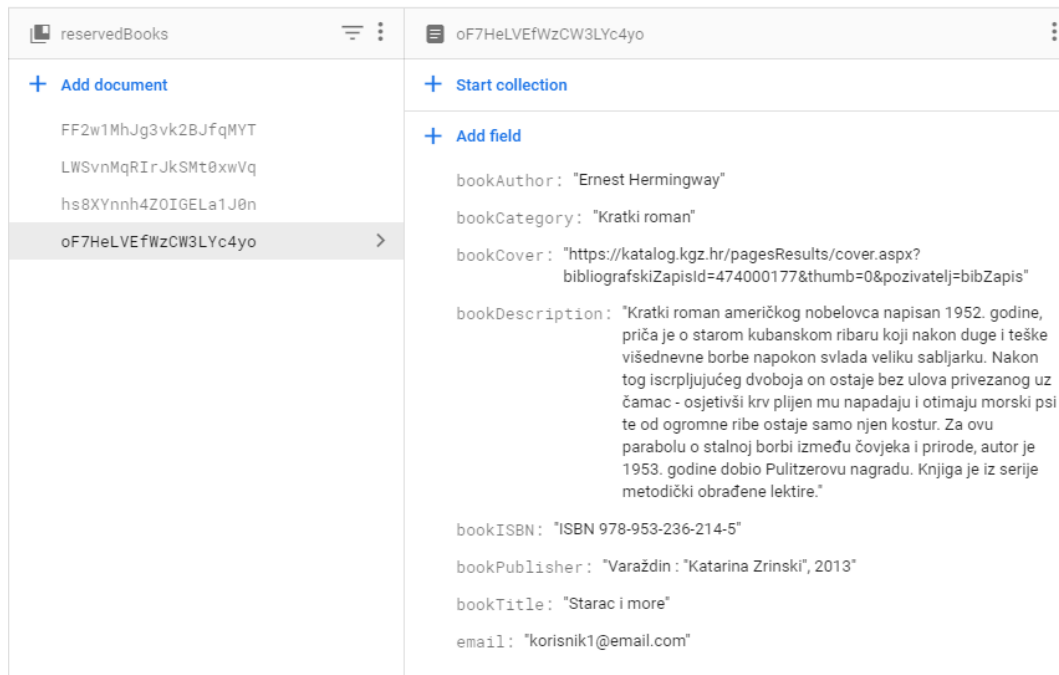 reservedBooks
Add document
FF2w1MhJg3vk2BJfqMYT
LWSvnMqRIrJkSMt0xwVq
hs8XYnnh4ZOIGELa1J0n
oF7HeLVEfWzCW3LYc4yo
oF7HeLVEfWzCW3LYc4yo
Start collection
Add field
bookAuthor: "Ernest Hermingway"
bookCategory: "Kratki roman"
bookCover: "https://katalog.kgz.hr/pagesResults/cover.aspx?
bibliografskiZapisId=474000177&thumb=0&pozivatelj=bibZapis"
bookDescription: "Kratki roman američkog nobelovca napisan 1952. godine,
priča je o starom kubanskom ribaru koji nakon duge i teške
višednevne borbe napokon svlada veliku sabljarku. Nakon
tog iscrpljujućeg dvoboja on ostaje bez ulova privezanog uz
čamac - osjetivši krv plijen mu napadaju i otimaju morski psi
te od ogromne ribe ostaje samo njen kostur. Za ovu
parabolu o stalnoj borbi između čovjeka i prirode, autor je
1953. godine dobio Pulitzerovu nagradu. Knjiga je iz serije
metodički obrađene lektire."
bookISBN: "ISBN 978-953-236-214-5"
bookPublisher: "Varaždin : "Katarina Zrinski", 2013"
bookTitle: "Starac i more"
email: "korisnik1@email.com"